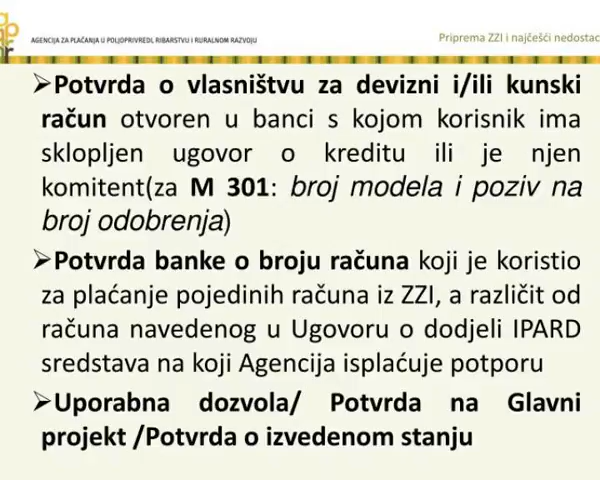 AGENCIJA ZA PLAĆANJA U POLJOPRIVREDI, RIBARSTVU I RURALNOM RAZVOJU
Priprema ZZI i najčešći nedostac
➢Potvrda o vlasništvu za devizni i/ili kunski
račun otvoren u banci s kojom korisnik ima
sklopljen ugovor o kreditu ili je njen
komitent(za M 301: broj modela i poziv na
broj odobrenja)
➢Potvrda banke o broju računa koji je koristio
za plaćanje pojedinih računa iz ZZI, a različit od
računa navedenog u Ugovoru o dodjeli IPARD
sredstava na koji Agencija isplaćuje potporu
➢Uporabna dozvola/ Potvrda na Glavni
projekt /Potvrda o izvedenom stanju